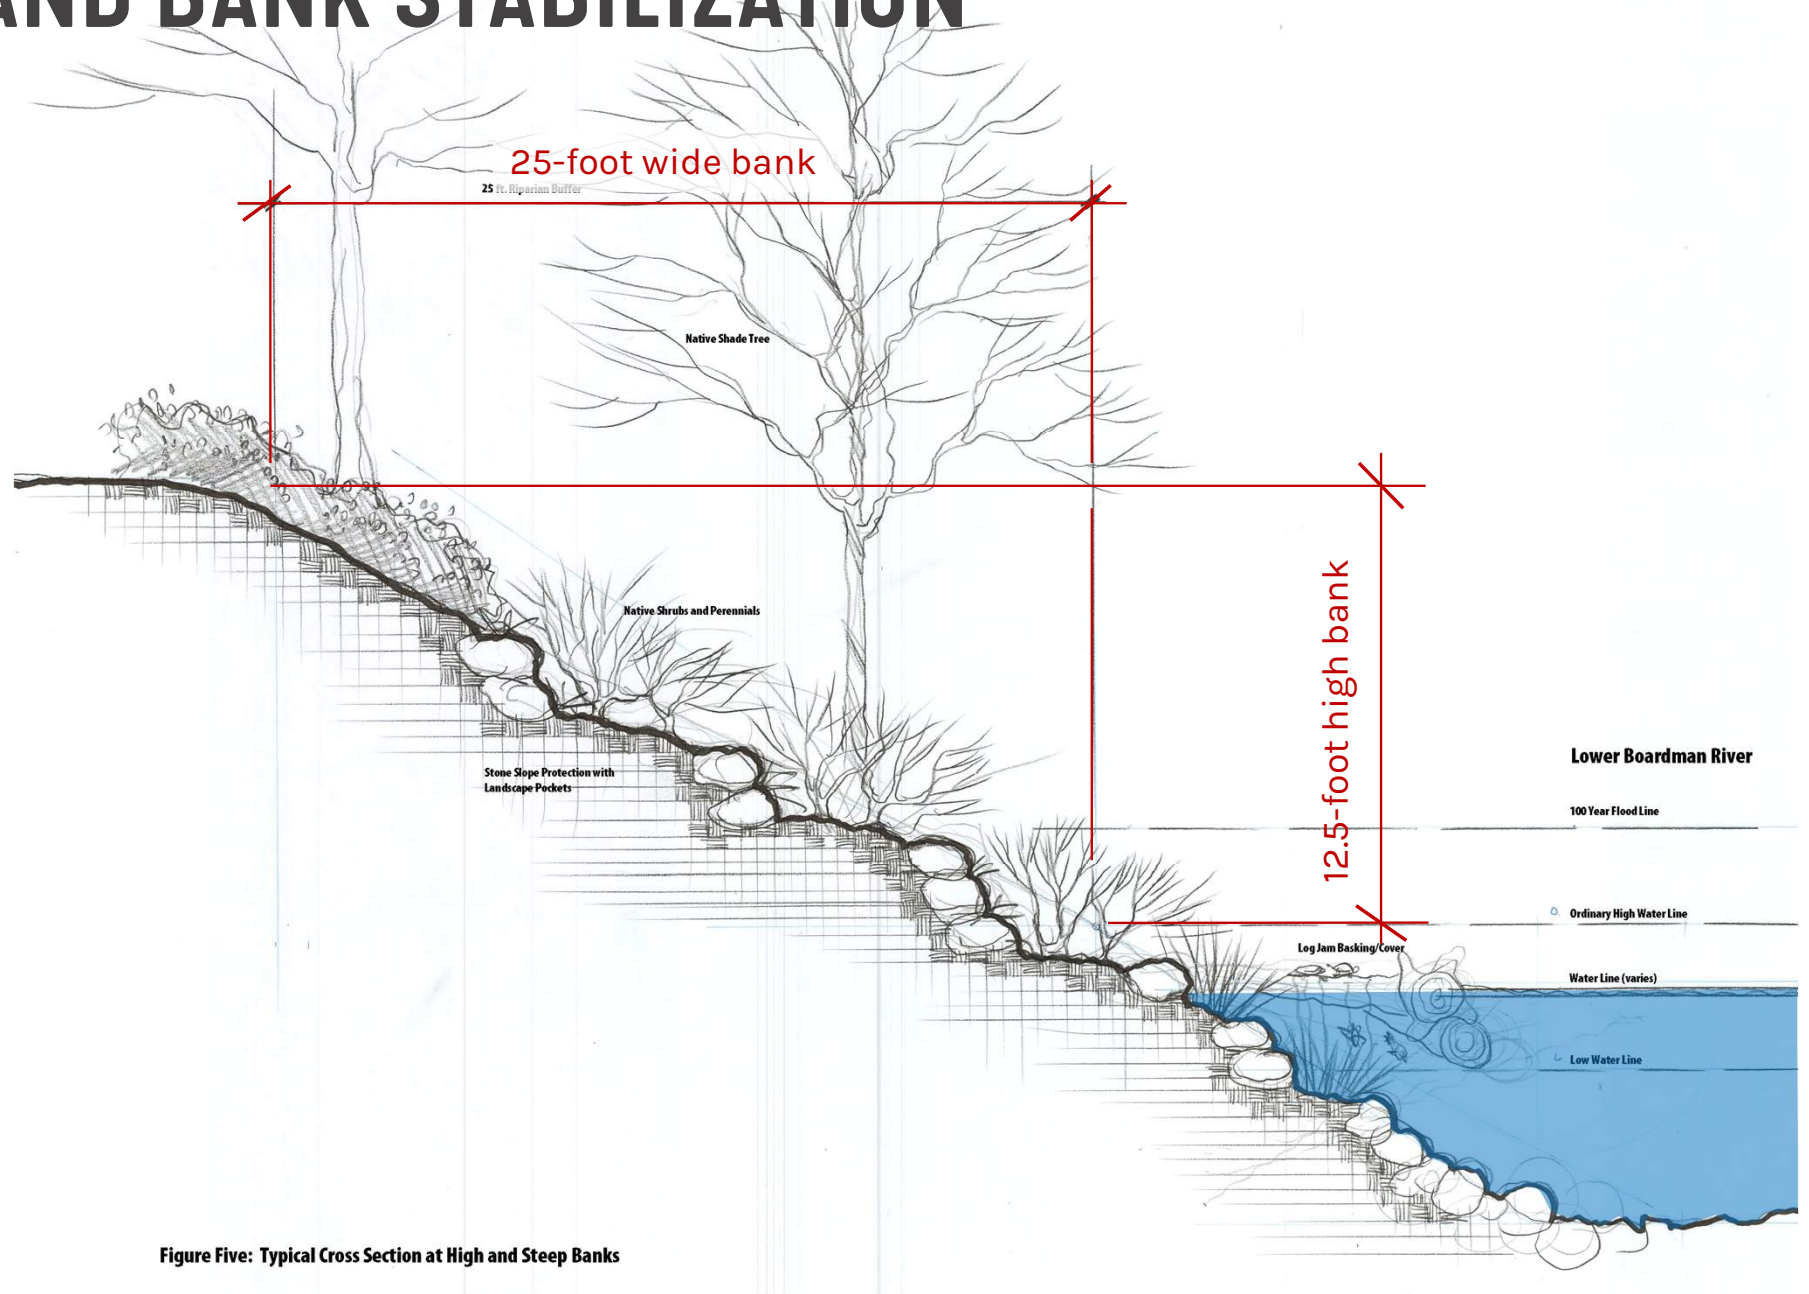 AND BANK STABILIZATION
25-foot wide bank
25 ft. Riparian Buffer
Native Shade Tree
Native Shrubs and Perennials
12.5-foot high bank
Lower Boardman River
Stone Slope Protection with
Landscape Pockets
100 Year Flood Line
Ordinary High Water Line
Log Jam Basking/Cover
Water Line (varies)
Low Water Line
Figure Five: Typical Cross Section at High and Steep Banks